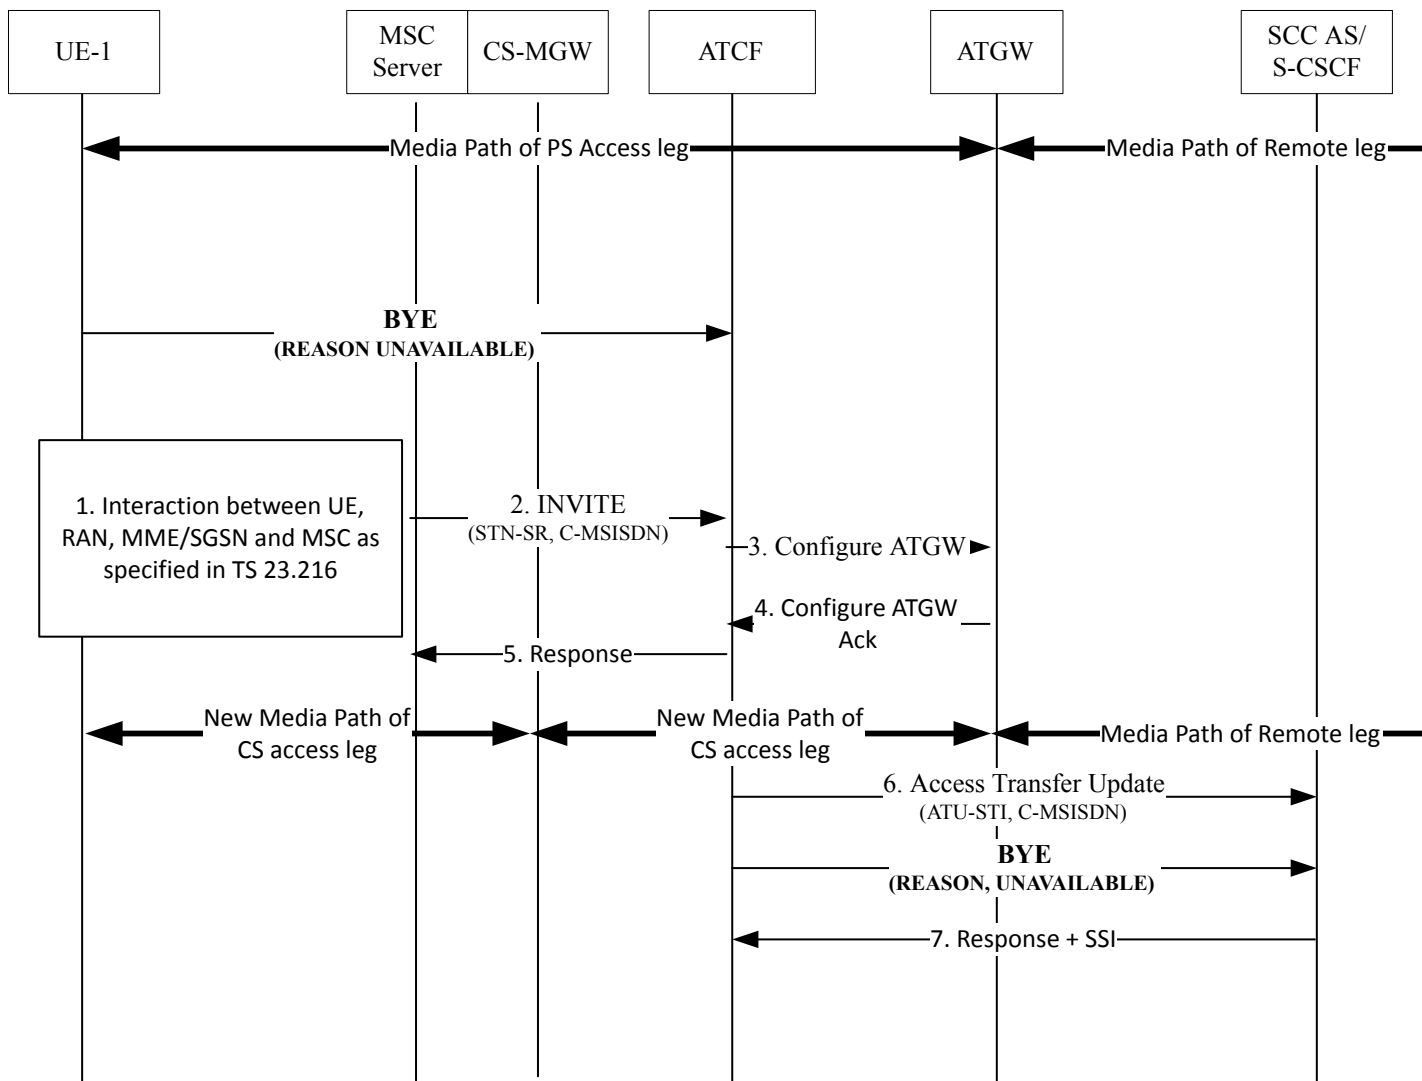 UE-1
MSC
Server
CS-MGW
ATCF
ATGW
SCC AS/
S-CSCF
Media Path of PS Access leg
Media Path of Remote leg
BYE
(REASON UNAVAILABLE)
1. Interaction between UE,
RAN, MME/SGSN and MSC as
specified in TS 23.216
2. INVITE
(STN-SR, C-MSISDN)
3. Configure ATGW
4. Configure ATGW
Ack
5. Response
New Media Path of
CS access leg
New Media Path of
CS access leg
Media Path of Remote leg
6. Access Transfer Update
(ATU-STI, C-MSISDN)
BYE
(REASON, UNAVAILABLE)
7. Response + SSI